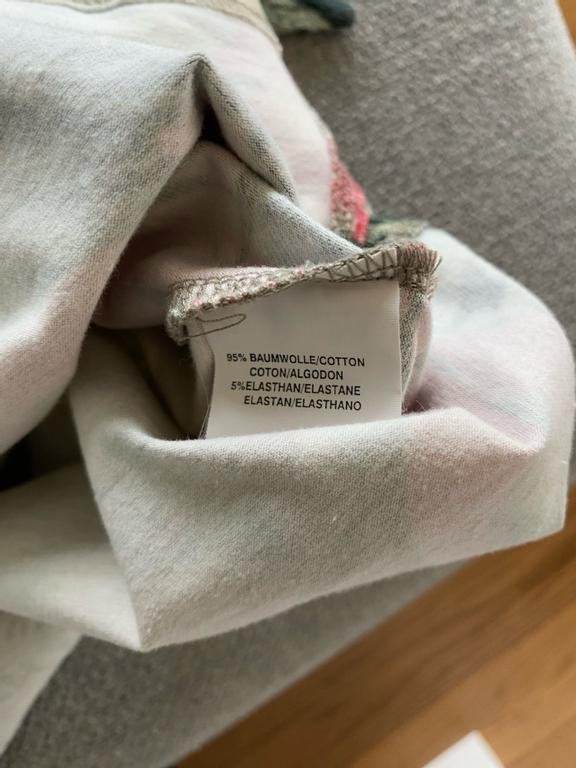 95% BAUMWOLLE/COTTON
COTON/ALGODON
5%ELASTHAN/ELASTANE
ELASTAN/ELASTHANO